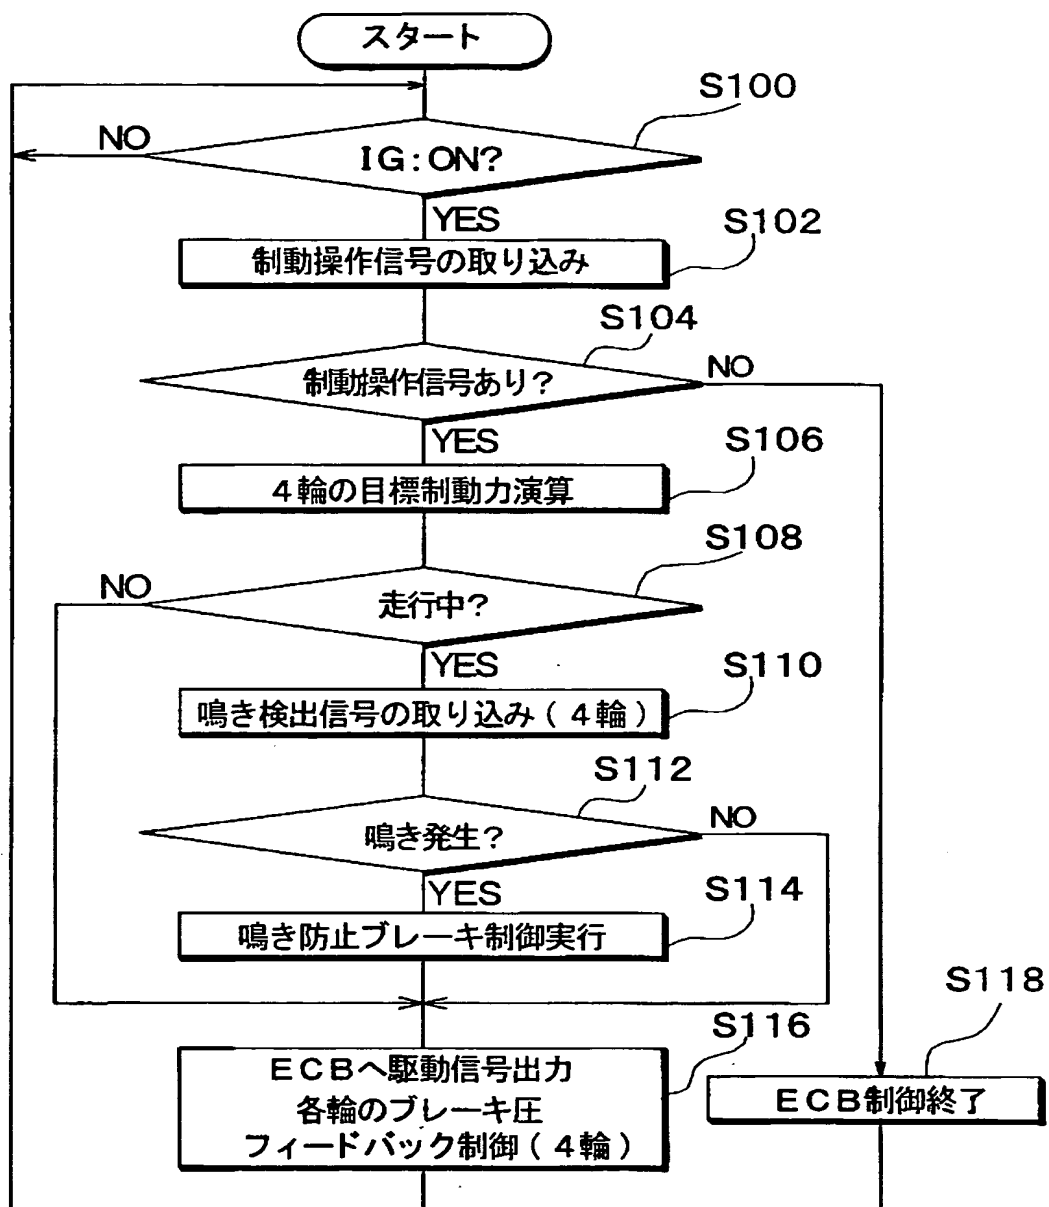 スタート
S100
NO
IG:ON?
YES
S102
制動操作信号の取り込み
S104
制動操作信号あり?
NO
YES
S106
4輪の目標制動力演算
S108
NO
走行中?
YES
S110
鳴き検出信号の取り込み(4輪)
S112
鳴き発生?
NO
YES
S114
鳴き防止ブレーキ制御実行
S118
S116
ECBへ駆動信号出力
各輪のブレーキ圧
フィードバック制御(4輪)
ECB制御終了